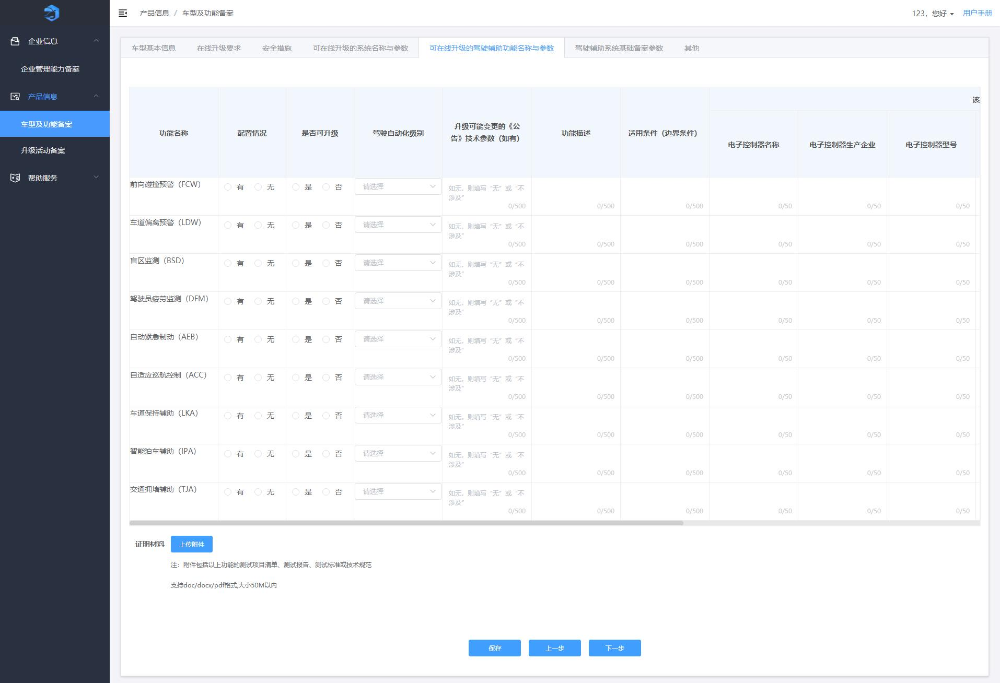 产品信息 / 车型及功能备案
123，您好 用户手册
企业信息
企业管理能力备案
产品信息
车型及功能备案
升级活动备案
帮助服务
车型基本信息 在线升级要求 安全措施 可在线升级的系统名称与参数 可在线升级的驾驶辅助功能名称与参数 驾驶辅助系统基础备案参数 其他
该
功能名称 配置情况 是否可升级 驾驶自动化级别 升级可能变更的《公
告》技术参数（如有） 功能描述 适用条件（边界条件） 电子控制器名称 电子控制器生产企业 电子控制器型号
前向碰撞预警（FCW） 有 无 是 否 请选择 如无，则填写“无”或“不
涉及”
0/500 0/500 0/500 0/50 0/50 0/50
车道偏离预警（LDW） 有 无 是 否 请选择 如无，则填写“无”或“不
涉及”
0/500 0/500 0/500 0/50 0/50 0/50
盲区监测（BSD） 有 无 是 否 请选择 如无，则填写“无”或“不
涉及”
0/500 0/500 0/500 0/50 0/50 0/50
驾驶员疲劳监测（DFM） 有 无 是 否 请选择 如无，则填写“无”或“不
涉及”
0/500 0/500 0/500 0/50 0/50 0/50
自动紧急制动（AEB） 有 无 是 否 请选择 如无，则填写“无”或“不
涉及”
0/500 0/500 0/500 0/50 0/50 0/50
自适应巡航控制（ACC） 有 无 是 否 请选择 如无，则填写“无”或“不
涉及”
0/500 0/500 0/500 0/50 0/50 0/50
车道保持辅助（LKA） 有 无 是 否 请选择 如无，则填写“无”或“不
涉及”
0/500 0/500 0/500 0/50 0/50 0/50
智能泊车辅助（IPA） 有 无 是 否 请选择 如无，则填写“无”或“不
涉及”
0/500 0/500 0/500 0/50 0/50 0/50
交通拥堵辅助（TJA） 有 无 是 否 请选择 如无，则填写“无”或“不
涉及”
0/500 0/500 0/500 0/50 0/50 0/50
证明材料 上传附件
注：附件包括以上功能的测试项目清单、测试报告、测试标准或技术规范
支持doc/docx/pdf格式,大小50M以内
保存 上一步 下一步